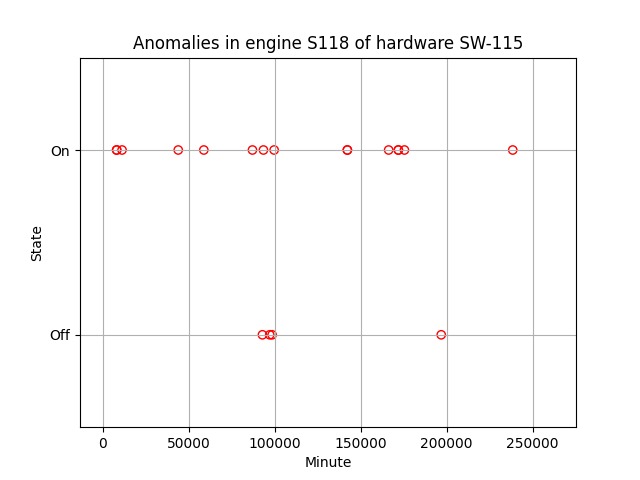 Anomalies in engine S118 of hardware SW-115
On
State
Off
0 50000 100000 150000 200000 250000
Minute